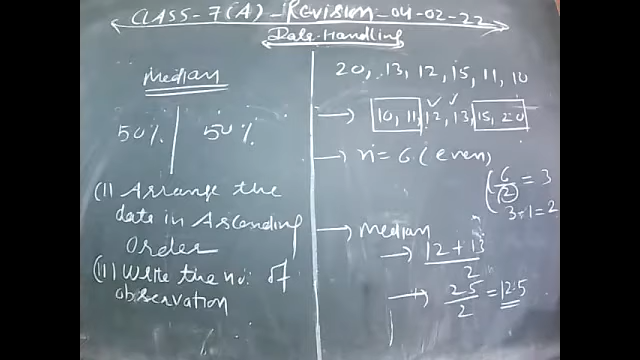 CLASS-7(A)-Revision-04-02-22
Data Handling
Median
50% | 50%
(i) Arrange the
data in Ascending
Order
(ii) Write the no: of
observation
20, 13, 12, 15, 11, 10
→ 10, 11, 12, 13, 15, 20
→ n = 6 (even)
6/2 = 3
3+1=2
→ Median
→ 12 + 13 / 2
→ 25 / 2 = 12.5